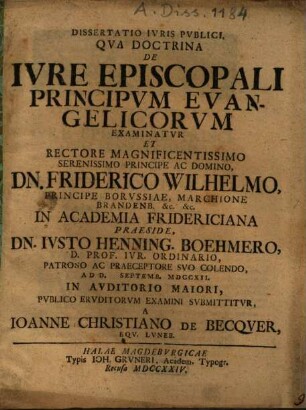 A. Diss. 1184
DISSERTATIO IVRIS PVBLICI,
QVA DOCTRINA
DE
IVRE EPISCOPALI
PRINCIPVM EVAN-
GELICORVM
EXAMINATVR
ET
RECTORE MAGNIFICENTISSIMO
SERENISSIMO PRINCIPE AC DOMINO,
DN. FRIDERICO WILHELMO,
PRINCIPE BORVSSIAE, MARCHIONE
BRANDENB. &c. &c.
IN ACADEMIA FRIDERICIANA
PRAESIDE,
DN. IVSTO HENNING. BOEHMERO,
D. PROF. IVR. ORDINARIO,
PATRONO AC PRAECEPTORE SVO COLENDO,
AD D. SEPTEMB. MDCCXII.
IN AVDITORIO MAIORI,
PVBLICO ERVDITORVM EXAMINI SVBMITTITVR,
A
IOANNE CHRISTIANO DE BECQVER,
EQV. LVNEB.
HALAE MAGDEBVRGICAE
Typis IOH. GRVNERI, Academ. Typogr.
Recusa MDCCXXIV.